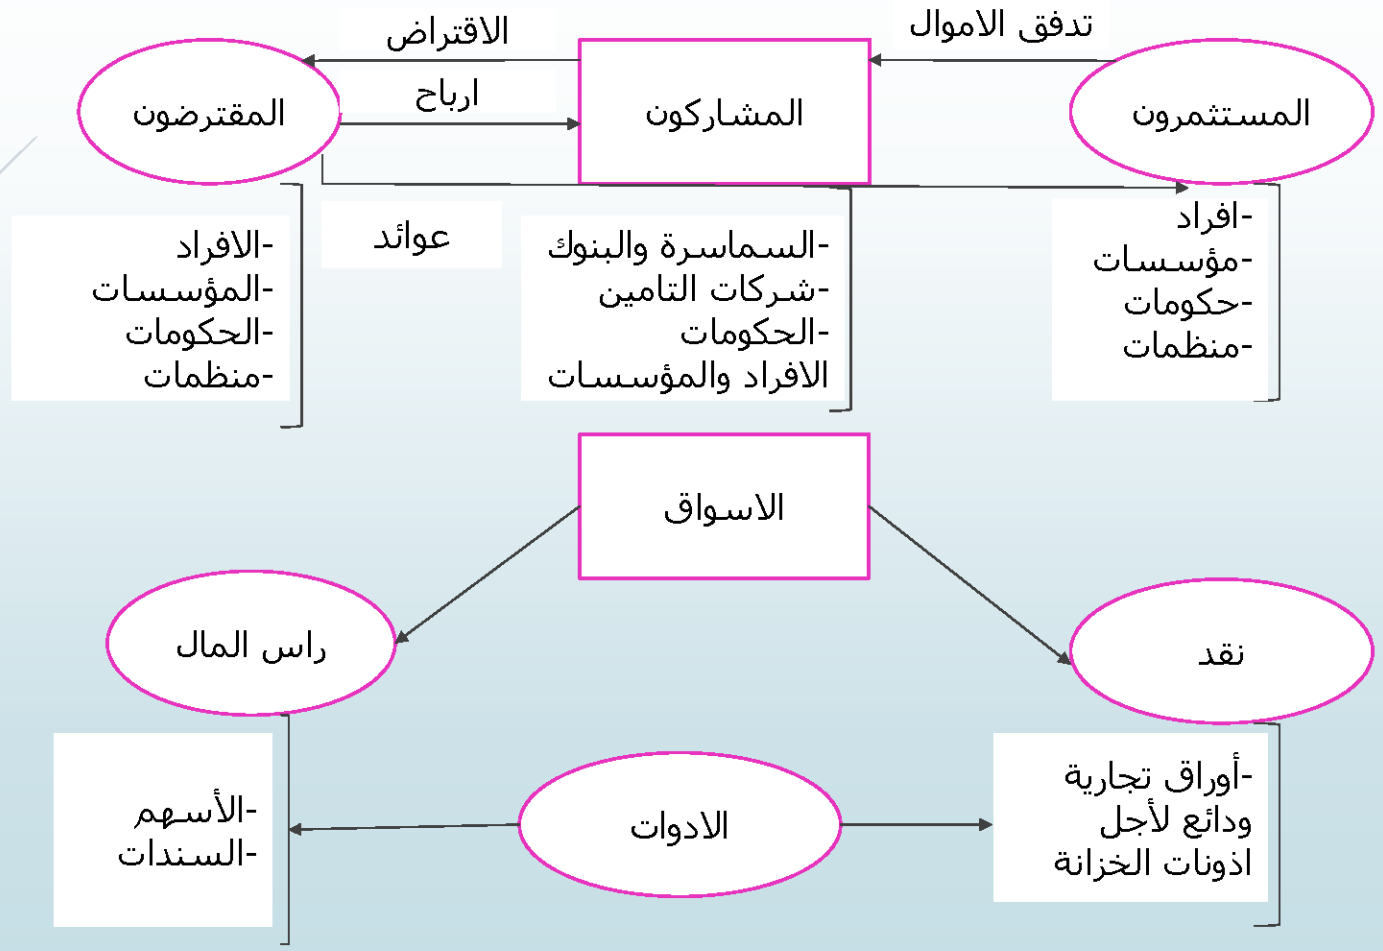 تدفق الاموال
الاقتراض
المستثمرون
المشاركون
ارباح
المقترضون
-افراد
-مؤسسات
-حكومات
-منظمات
-السماسرة والبنوك
-شركات التامين
-الحكومات
الافراد والمؤسسات
عوائد
-الافراد
-المؤسسات
-الحكومات
-منظمات
الاسواق
نقد
راس المال
-أوراق تجارية
ودائع لأجل
اذونات الخزانة
الادوات
-الأسهم
-السندات